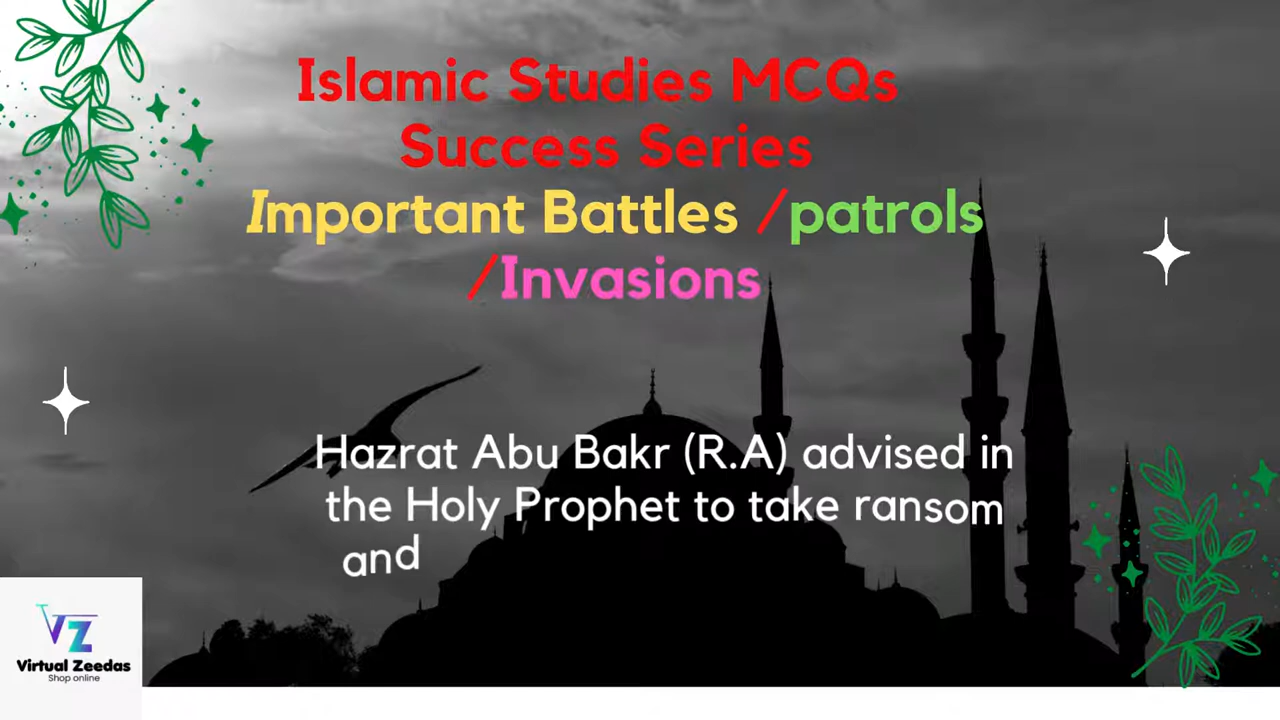 Islamic Studies MCQs
Success Series
Important Battles /patrols
/Invasions
Hazrat Abu Bakr (R.A) advised in
the Holy Prophet to take ransom
and
VZ
Virtual Zeedas
Shop online